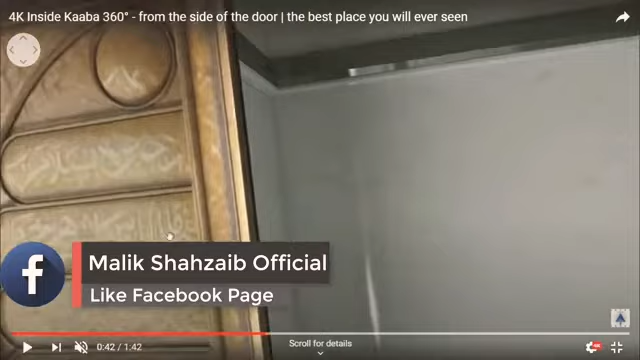 4K Inside Kaaba 360° - from the side of the door | the best place you will ever seen
f
Malik Shahzaib Official
Like Facebook Page
0:42 / 1:42
Scroll for details
4K